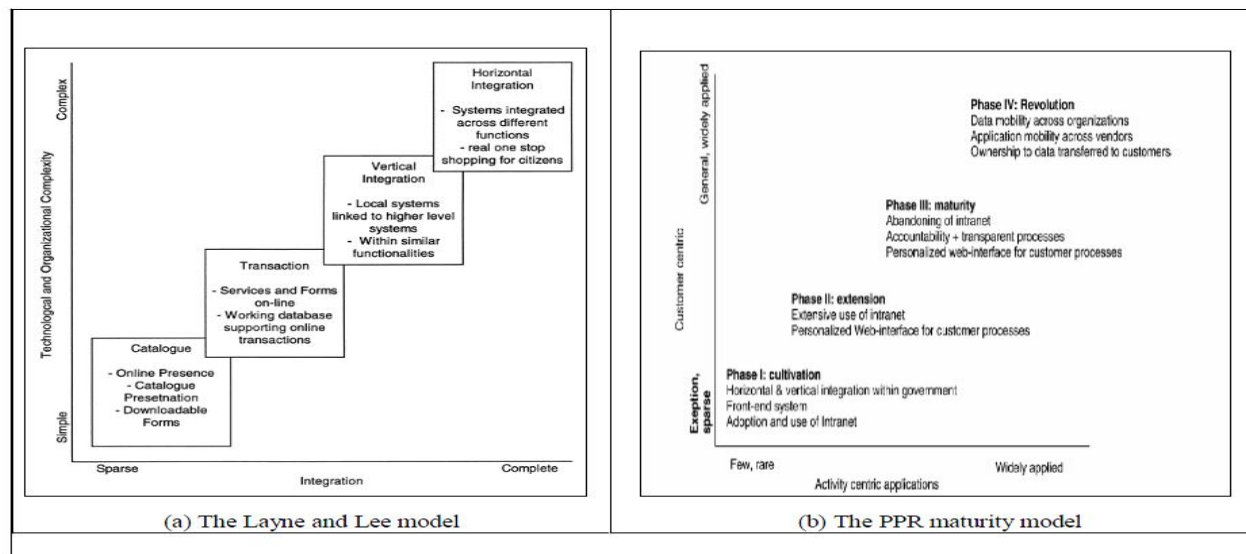 Technologcal and Organizational Complexity
Complex
Simple
Horizontal
Integration
- Systems integrated
across different
functions
- real one stop
shopping for citizens
Vertical
Integration
- Local systems
linked to higher level
systems
- Within similar
functionalities
Transaction
- Services and Forms
on-line
- Working database
supporting online
transactions
Catalogue
- Online Presence
- Catalogue
Presetnation
- Downloadable
Forms
Sparse
Complete
Integration
(a) The Layne and Lee model
Customer centric
General, widely applied
Exeption,
sparse
Phase IV: Revolution
Data mobility across organizations
Application mobility across vendors
Ownership to data transferred to customers
Phase III: maturity
Abandoning of intranet
Accountability + transparent processes
Personalized web-interface for customer processes
Phase II: extension
Extensive use of intranet
Personalized Web-interface for customer processes
Phase I: cultivation
Horizontal & vertical integration within government
Front-end system
Adoption and use of Intranet
Few, rare
Widely applied
Activity centric applications
(b) The PPR maturity model